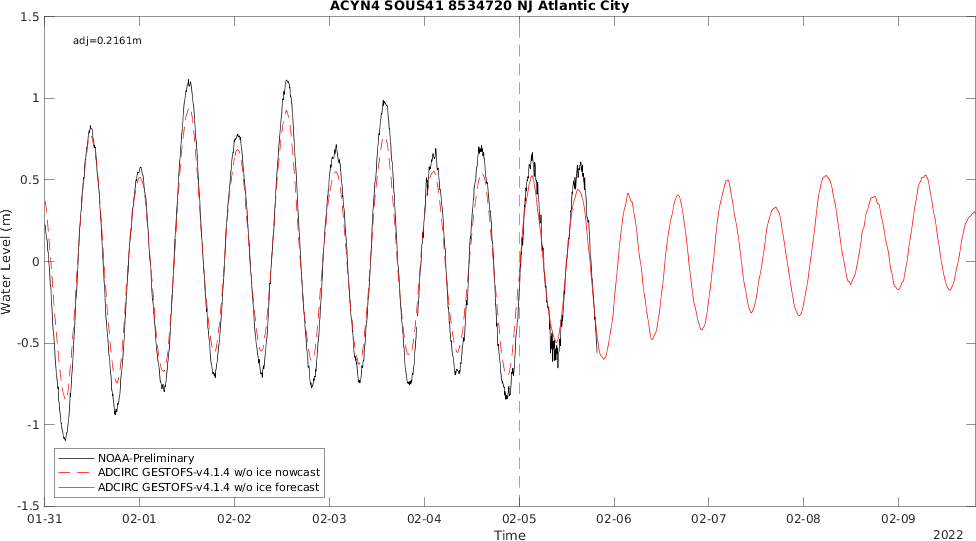 ACYN4 SOUS41 8534720 NJ Atlantic City
adj=0.2161m
1.5
1
0.5
0
-0.5
-1
-1.5
Water Level (m)
NOAA-Preliminary
ADCIRC GESTOFS-v4.1.4 w/o ice nowcast
ADCIRC GESTOFS-v4.1.4 w/o ice forecast
01-31 02-01 02-02 02-03 02-04 02-05 02-06 02-07 02-08 02-09
Time
2022